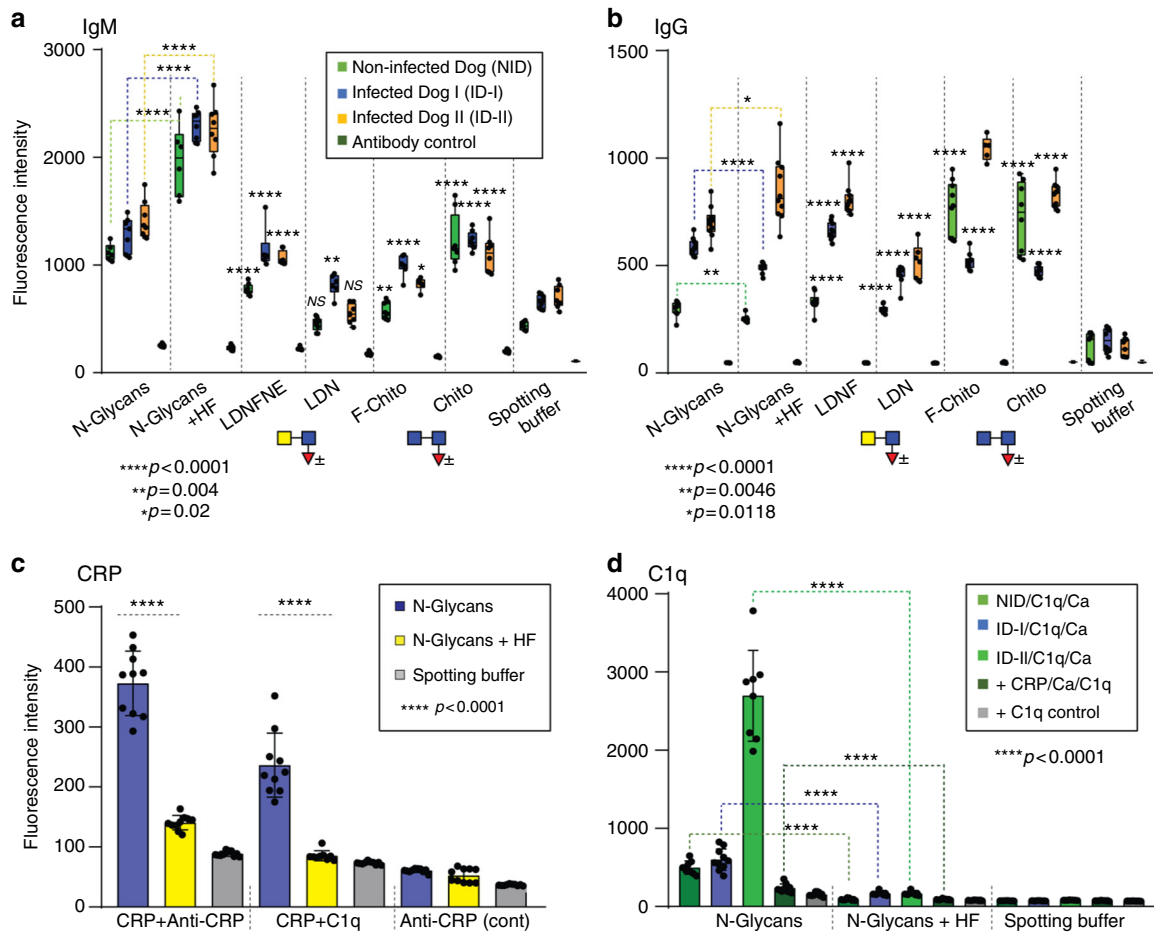 a
IgM
3000
2000
1000
0
Fluorescence intensity
****
****
****
Non-infected Dog (NID)
Infected Dog I (ID-I)
Infected Dog II (ID-II)
Antibody control
****
****
****
NS
**
NS
**
****
*
****
****
****
N-Glycans
N-Glycans
+HF
LDNFNE
LDN
F-Chito
Chito
Spotting
buffer
±
±
****p<0.0001
**p=0.004
*p=0.02
b
IgG
1500
1000
500
0
*
****
**
****
****
****
****
****
****
****
****
****
****
N-Glycans
N-Glycans
+HF
LDNF
LDN
F-Chito
Chito
Spotting
buffer
±
±
****p<0.0001
**p=0.0046
*p=0.0118
c
CRP
500
400
300
200
100
0
Fluorescence intensity
****
****
N-Glycans
N-Glycans + HF
Spotting buffer
**** p<0.0001
CRP+Anti-CRP
CRP+C1q
Anti-CRP (cont)
d
C1q
4000
3000
2000
1000
0
****
****
****
****
NID/C1q/Ca
ID-I/C1q/Ca
ID-II/C1q/Ca
+ CRP/Ca/C1q
+ C1q control
****p<0.0001
N-Glycans
N-Glycans + HF
Spotting buffer